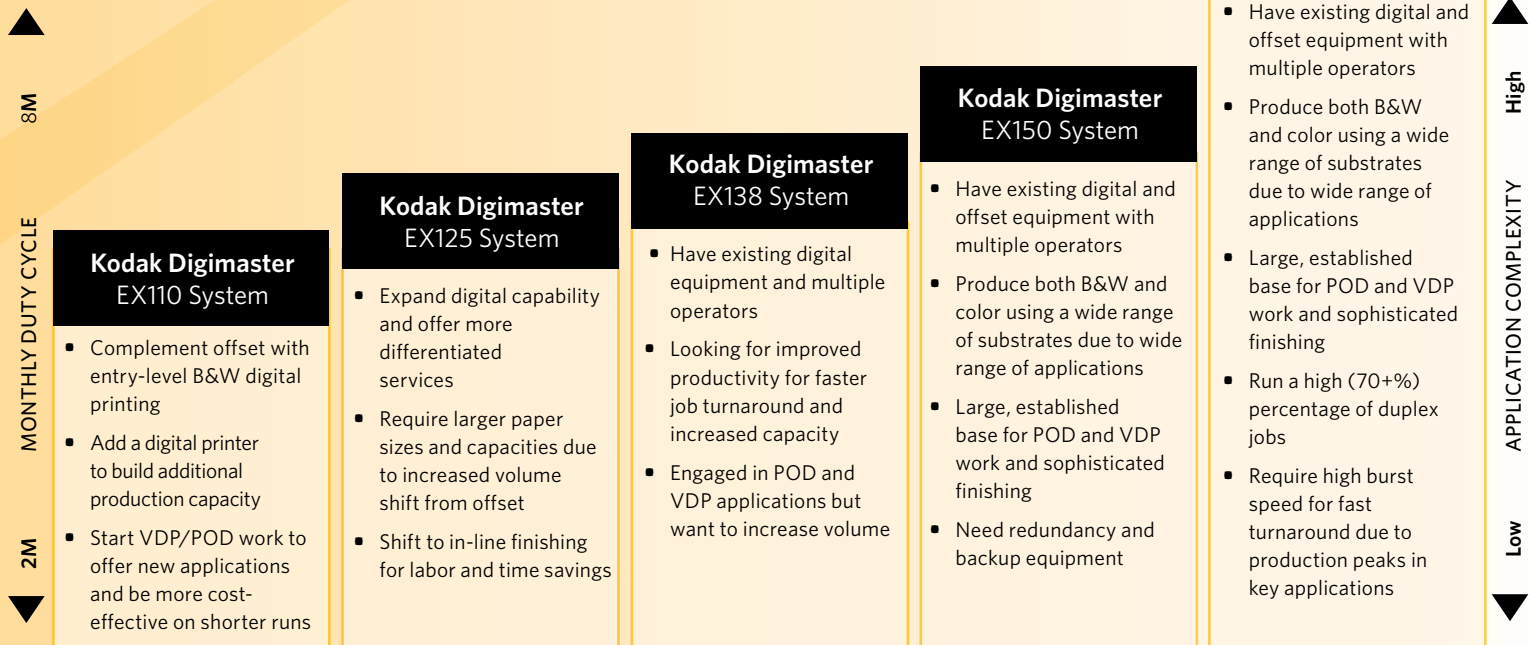 MONTHLY DUTY CYCLE
8M
2M
Kodak Digimaster
EX110 System
Complement offset with
entry-level B&W digital
printing
Add a digital printer
to build additional
production capacity
Start VDP/POD work to
offer new applications
and be more cost-
effective on shorter runs
Kodak Digimaster
EX125 System
Expand digital capability
and offer more
differentiated
services
Require larger paper
sizes and capacities due
to increased volume
shift from offset
Shift to in-line finishing
for labor and time savings
Kodak Digimaster
EX138 System
Have existing digital
equipment and multiple
operators
Looking for improved
productivity for faster
job turnaround and
increased capacity
Engaged in POD and
VDP applications but
want to increase volume
Kodak Digimaster
EX150 System
Have existing digital and
offset equipment with
multiple operators
Produce both B&W and
color using a wide range
of substrates due to wide
range of applications
Large, established
base for POD and VDP
work and sophisticated
finishing
Need redundancy and
backup equipment
Have existing digital and
offset equipment with
multiple operators
Produce both B&W
and color using a wide
range of substrates
due to wide range of
applications
Large, established
base for POD and VDP
work and sophisticated
finishing
Run a high (70+%)
percentage of duplex
jobs
Require high burst
speed for fast
turnaround due to
production peaks in
key applications
High
APPLICATION COMPLEXITY
Low